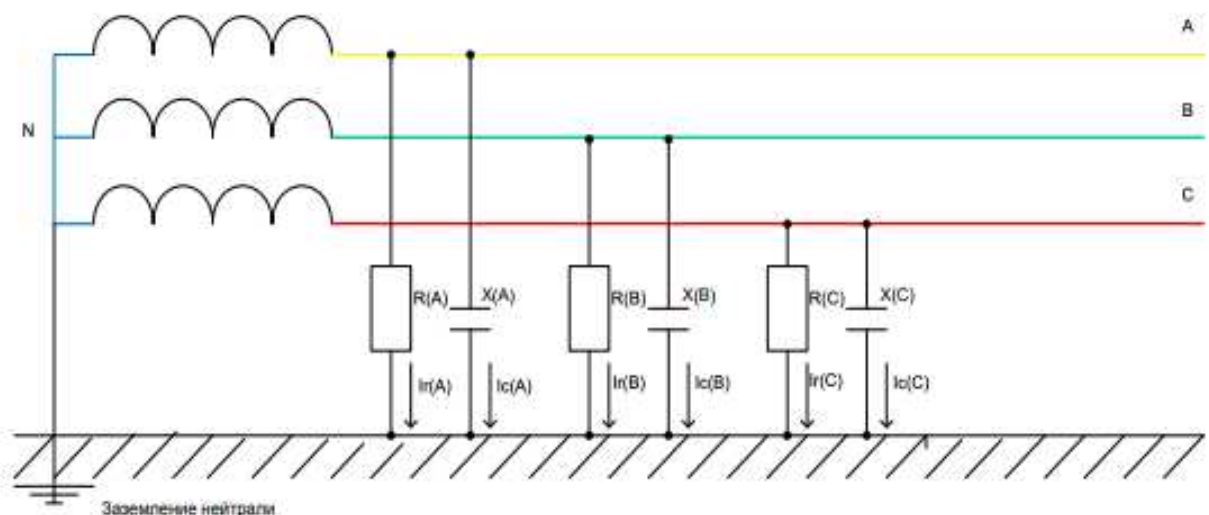 A
B
N
C
R(A) X(A) R(B) X(B) R(C) X(C)
Ir(A) Ic(A) Ir(B) Ic(B) Ir(C) Ic(C)
Заземление нейтрали